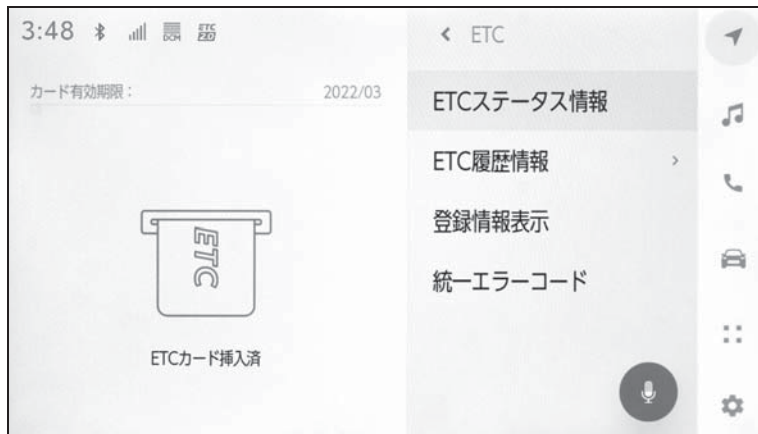 3:48
DCM
ETC
カード有効期限：
2022/03
ETC
ETCカード挿入済
ETC
ETCステータス情報
ETC履歴情報
登録情報表示
統一エラーコード